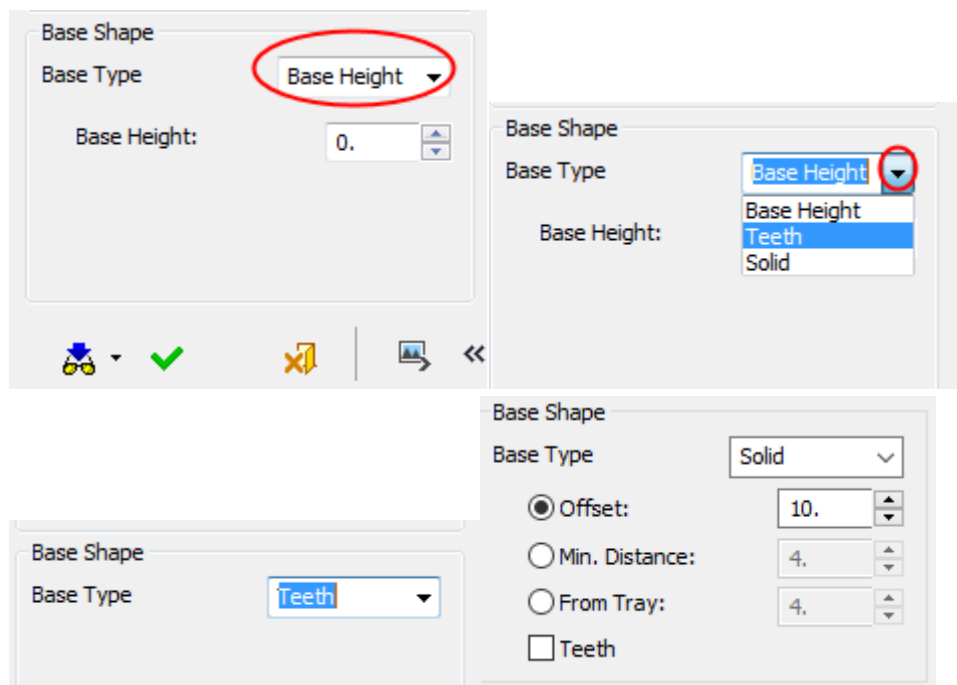 Base Shape
Base Type Base Height
Base Height: 0.
Base Shape
Base Type Base Height
Base Height
Base Height: Teeth
Solid
Base Shape
Base Type Teeth
Base Shape
Base Type Solid
Offset: 10.
Min. Distance: 4.
From Tray: 4.
Teeth